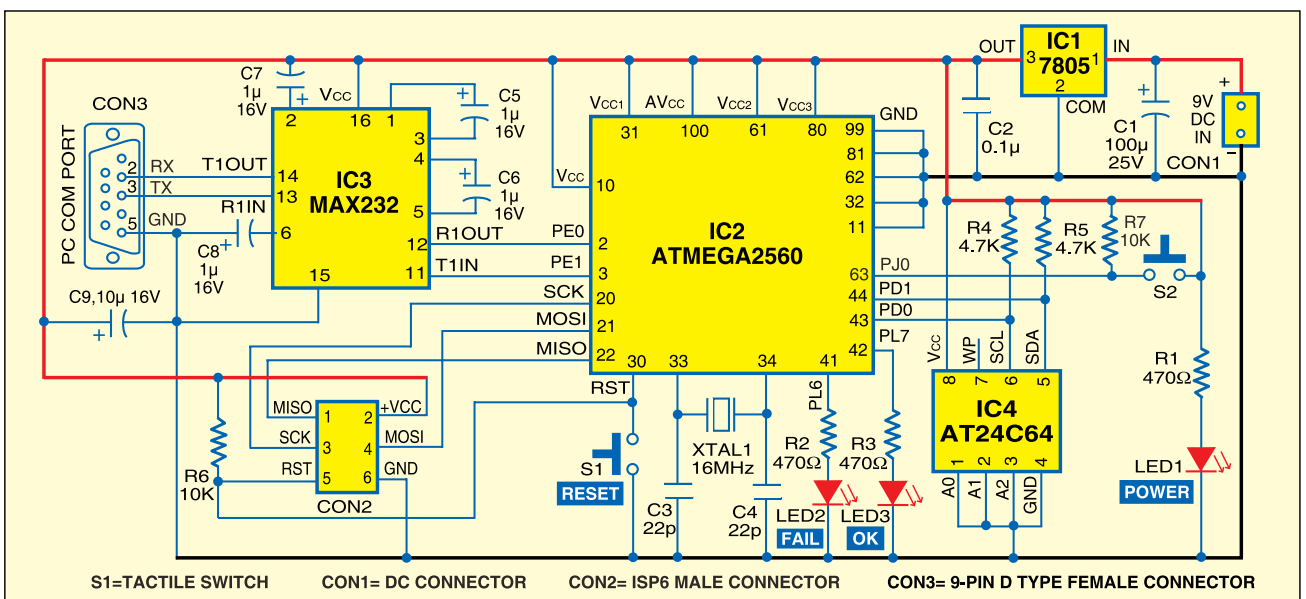 OUT
IC1
IN
3 7805 1
2
COM
+
9V
DC
IN
−
CON1
C1
100µ
25V
+
C2
0.1µ
CON3
PC COM PORT
2
3
5
RX
TX
GND
T1OUT
R1IN
C7
1µ
16V
+
Vcc
2
16
1
3
4
5
14
13
6
12
11
15
IC3
MAX232
+
C5
1µ
16V
+
C6
1µ
16V
C8
1µ
16V
+
C9,10µ 16V
+
R1OUT
T1IN
PE0
PE1
SCK
MOSI
MISO
Vcc
Vcc1
AVcc
Vcc2
Vcc3
31
100
61
80
10
2
3
20
21
22
30
33
34
41
99
81
62
32
11
63
44
43
42
IC2
ATMEGA2560
GND
PJ0
PD1
PD0
PL7
PL6
RST
R4
4.7K
R5
4.7K
R7
10K
S2
R1
470Ω
LED1
POWER
Vcc
WP
SCL
SDA
8
7
6
5
IC4
AT24C64
1
2
3
4
A0
A1
A2
GND
MISO
SCK
RST
1
3
5
2
4
6
+VCC
MOSI
GND
CON2
R6
10K
S1
RESET
XTAL1
16MHz
C3
22p
C4
22p
R2
470Ω
R3
470Ω
LED2
FAIL
LED3
OK
S1=TACTILE SWITCH CON1= DC CONNECTOR CON2= ISP6 MALE CONNECTOR CON3= 9-PIN D TYPE FEMALE CONNECTOR